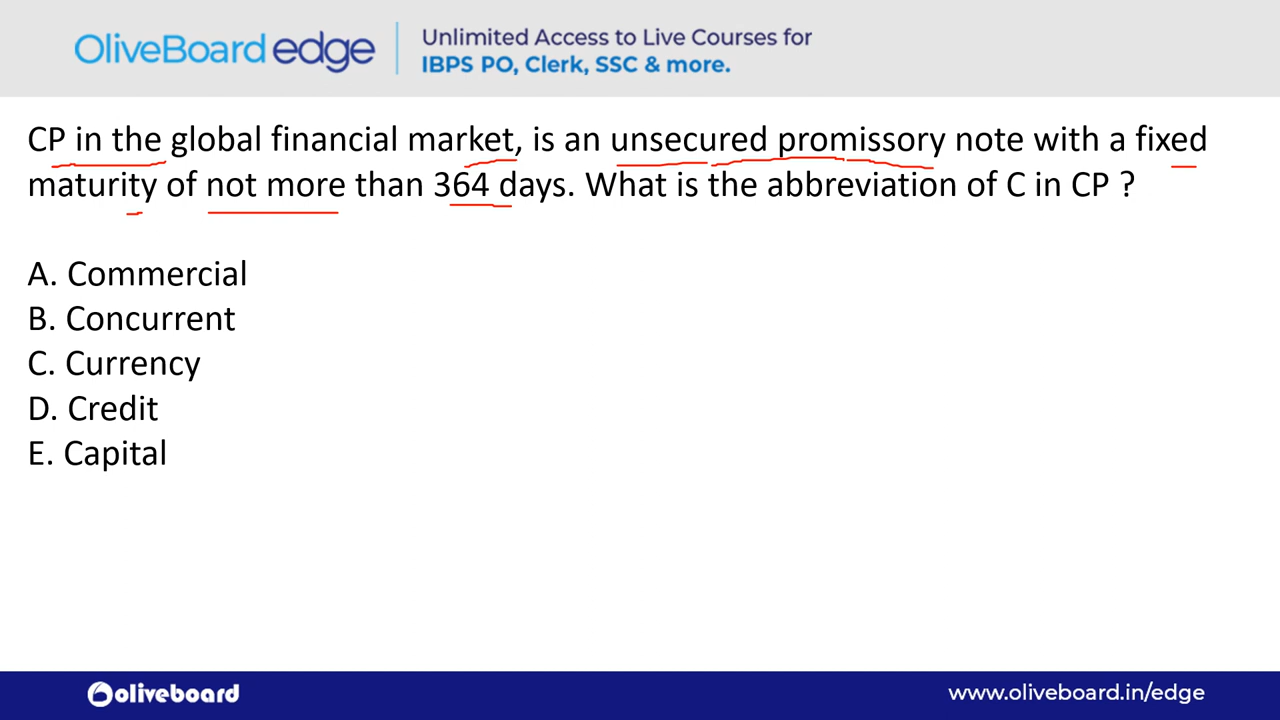 OliveBoard edge
Unlimited Access to Live Courses for
IBPS PO, Clerk, SSC & more.
CP in the global financial market, is an unsecured promissory note with a fixed
maturity of not more than 364 days. What is the abbreviation of C in CP ?
A. Commercial
B. Concurrent
C. Currency
D. Credit
E. Capital
oliveboard
www.oliveboard.in/edge